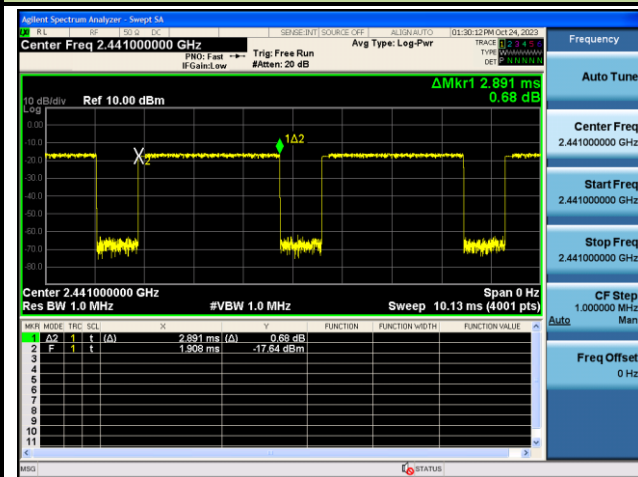 Agilent Spectrum Analyzer - Swept SA
RL RF 50 Ω DC SENSE:INT SOURCE OFF ALIGNAUTO 01:30:12 PM Oct 24, 2023
Center Freq 2.441000000 GHz
PNO: Fast
IFGain:Low
Trig: Free Run
#Atten: 20 dB
Avg Type: Log-Pwr
TRACE 1 2 3 4 5 6
TYPE
DET P N N N N N
ΔMkr1 2.891 ms
0.68 dB
10 dB/div Ref 10.00 dBm
Log
0.00
-10.0
-20.0
-30.0
-40.0
-50.0
-60.0
-70.0
-80.0
X2
1Δ2
Center 2.441000000 GHz Span 0 Hz
Res BW 1.0 MHz #VBW 1.0 MHz Sweep 10.13 ms (4001 pts)
MKR MODE TRC SCL X Y FUNCTION FUNCTION WIDTH FUNCTION VALUE
1 Δ2 1 t (Δ) 2.891 ms (Δ) 0.68 dB
2 F 1 t 1.908 ms -17.64 dBm
3
4
5
6
7
8
9
10
11
MSG STATUS
Frequency
Auto Tune
Center Freq
2.441000000 GHz
Start Freq
2.441000000 GHz
Stop Freq
2.441000000 GHz
CF Step
1.000000 MHz
Auto Man
Freq Offset
0 Hz